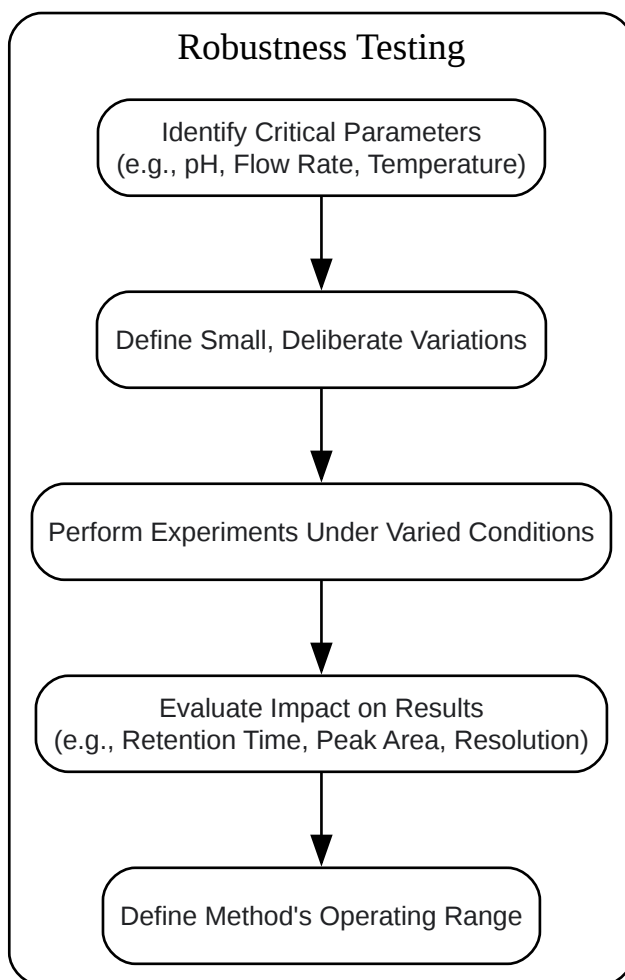 Robustness Testing
Identify Critical Parameters
(e.g., pH, Flow Rate, Temperature)
Define Small, Deliberate Variations
Perform Experiments Under Varied Conditions
Evaluate Impact on Results
(e.g., Retention Time, Peak Area, Resolution)
Define Method's Operating Range